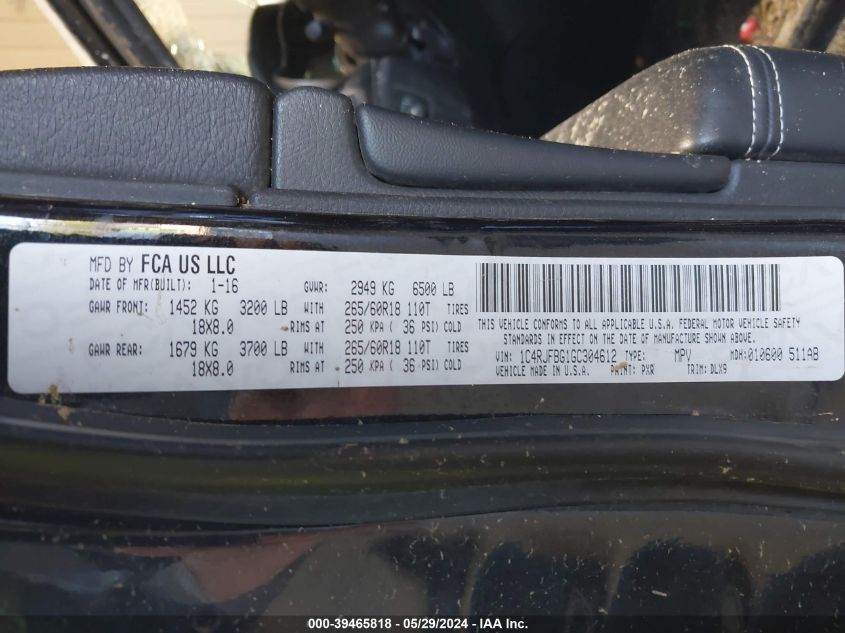 MFD BY FCA US LLC
DATE OF MFR(BUILT): 1-16 GVWR: 2949 KG 6500 LB
GAWR FRONT: 1452 KG 3200 LB WITH 265/60R18 110T TIRES
18X8.0 RIMS AT 250 KPA ( 36 PSI) COLD
GAWR REAR: 1679 KG 3700 LB WITH 265/60R18 110T TIRES
18X8.0 RIMS AT 250 KPA ( 36 PSI) COLD
THIS VEHICLE CONFORMS TO ALL APPLICABLE U.S.A. FEDERAL MOTOR VEHICLE SAFETY
STANDARDS IN EFFECT ON THE DATE OF MANUFACTURE SHOWN ABOVE.
VIN: 1C4RJFBG1GC304612 TYPE: MPV MDH: 010600 511AB
MADE IN U.S.A. PAINT: PXR TRIM: DLX9
000-39465818 - 05/29/2024 - IAA Inc.